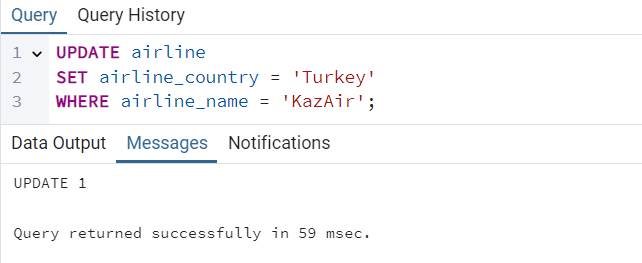 Query Query History
1 UPDATE airline
2 SET airline_country = 'Turkey'
3 WHERE airline_name = 'KazAir';
Data Output Messages Notifications
UPDATE 1
Query returned successfully in 59 msec.